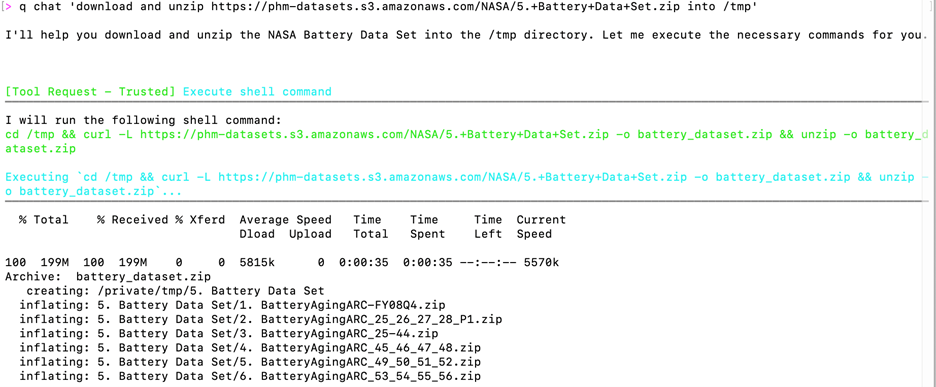 [> q chat 'download and unzip https://phm-datasets.s3.amazonaws.com/NASA/5.+Battery+Data+Set.zip into /tmp' ]
I'll help you download and unzip the NASA Battery Data Set into the /tmp directory. Let me execute the necessary commands for you.
[Tool Request - Trusted] Execute shell command
I will run the following shell command:
cd /tmp && curl -L https://phm-datasets.s3.amazonaws.com/NASA/5.+Battery+Data+Set.zip -o battery_dataset.zip && unzip -o battery_d
ataset.zip
Executing `cd /tmp && curl -L https://phm-datasets.s3.amazonaws.com/NASA/5.+Battery+Data+Set.zip -o battery_dataset.zip && unzip -
o battery_dataset.zip`...
% Total % Received % Xferd Average Speed Time Time Time Current
Dload Upload Total Spent Left Speed
100 199M 100 199M 0 0 5815k 0 0:00:35 0:00:35 --:--:-- 5570k
Archive: battery_dataset.zip
creating: /private/tmp/5. Battery Data Set
inflating: 5. Battery Data Set/1. BatteryAgingARC-FY08Q4.zip
inflating: 5. Battery Data Set/2. BatteryAgingARC_25_26_27_28_P1.zip
inflating: 5. Battery Data Set/3. BatteryAgingARC_25-44.zip
inflating: 5. Battery Data Set/4. BatteryAgingARC_45_46_47_48.zip
inflating: 5. Battery Data Set/5. BatteryAgingARC_49_50_51_52.zip
inflating: 5. Battery Data Set/6. BatteryAgingARC_53_54_55_56.zip